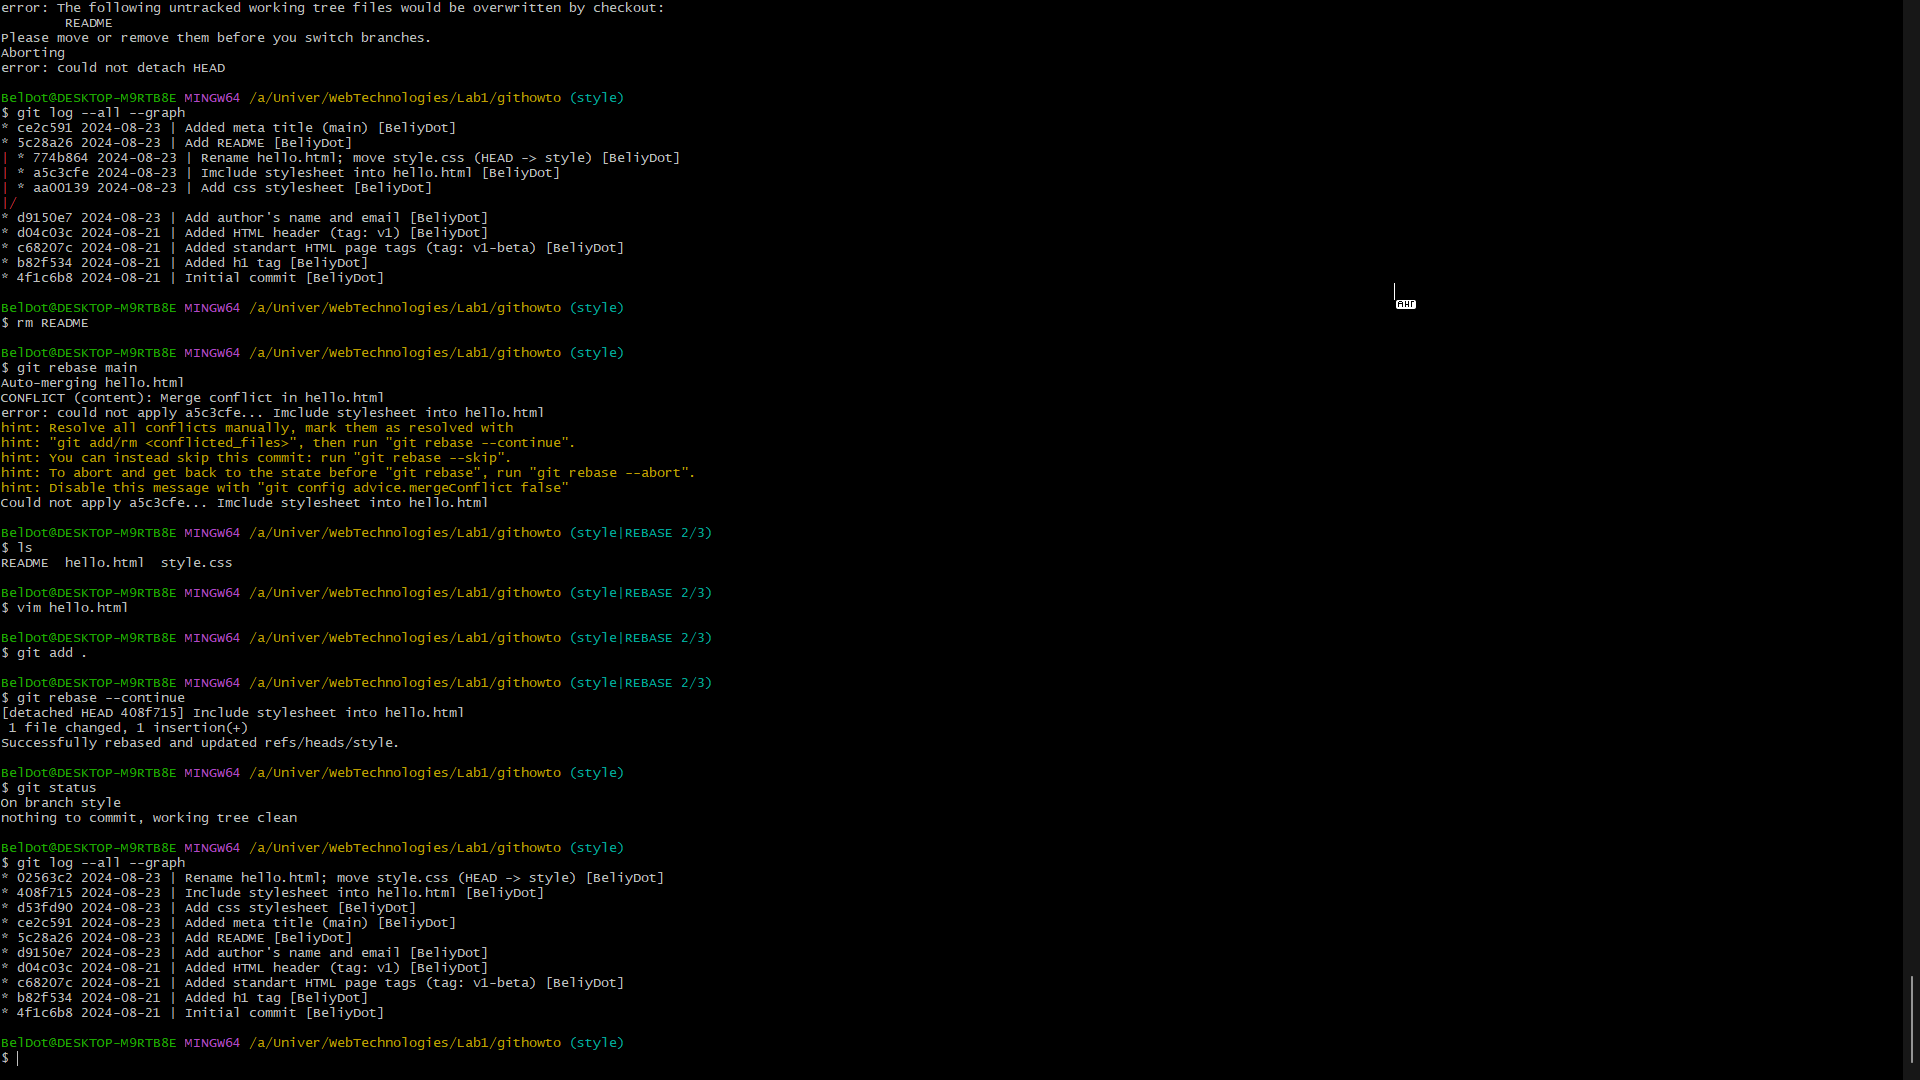 error: The following untracked working tree files would be overwritten by checkout:
        README
Please move or remove them before you switch branches.
Aborting
error: could not detach HEAD

BelDot@DESKTOP-M9RTB8E MINGW64 /a/Univer/WebTechnologies/Lab1/githowto (style)
$ git log --all --graph
* ce2c591 2024-08-23 | Added meta title (main) [BeliyDot]
* 5c28a26 2024-08-23 | Add README [BeliyDot]
| * 774b864 2024-08-23 | Rename hello.html; move style.css (HEAD -> style) [BeliyDot]
| * a5c3cfe 2024-08-23 | Imclude stylesheet into hello.html [BeliyDot]
| * aa00139 2024-08-23 | Add css stylesheet [BeliyDot]
|/
* d9150e7 2024-08-23 | Add author's name and email [BeliyDot]
* d04c03c 2024-08-21 | Added HTML header (tag: v1) [BeliyDot]
* c68207c 2024-08-21 | Added standart HTML page tags (tag: v1-beta) [BeliyDot]
* b82f534 2024-08-21 | Added h1 tag [BeliyDot]
* 4f1c6b8 2024-08-21 | Initial commit [BeliyDot]

BelDot@DESKTOP-M9RTB8E MINGW64 /a/Univer/WebTechnologies/Lab1/githowto (style)
$ rm README

BelDot@DESKTOP-M9RTB8E MINGW64 /a/Univer/WebTechnologies/Lab1/githowto (style)
$ git rebase main
Auto-merging hello.html
CONFLICT (content): Merge conflict in hello.html
error: could not apply a5c3cfe... Imclude stylesheet into hello.html
hint: Resolve all conflicts manually, mark them as resolved with
hint: "git add/rm <conflicted_files>", then run "git rebase --continue".
hint: You can instead skip this commit: run "git rebase --skip".
hint: To abort and get back to the state before "git rebase", run "git rebase --abort".
hint: Disable this message with "git config advice.mergeConflict false"
Could not apply a5c3cfe... Imclude stylesheet into hello.html

BelDot@DESKTOP-M9RTB8E MINGW64 /a/Univer/WebTechnologies/Lab1/githowto (style|REBASE 2/3)
$ ls
README  hello.html  style.css

BelDot@DESKTOP-M9RTB8E MINGW64 /a/Univer/WebTechnologies/Lab1/githowto (style|REBASE 2/3)
$ vim hello.html

BelDot@DESKTOP-M9RTB8E MINGW64 /a/Univer/WebTechnologies/Lab1/githowto (style|REBASE 2/3)
$ git add .

BelDot@DESKTOP-M9RTB8E MINGW64 /a/Univer/WebTechnologies/Lab1/githowto (style|REBASE 2/3)
$ git rebase --continue
[detached HEAD 408f715] Include stylesheet into hello.html
 1 file changed, 1 insertion(+)
Successfully rebased and updated refs/heads/style.

BelDot@DESKTOP-M9RTB8E MINGW64 /a/Univer/WebTechnologies/Lab1/githowto (style)
$ git status
On branch style
nothing to commit, working tree clean

BelDot@DESKTOP-M9RTB8E MINGW64 /a/Univer/WebTechnologies/Lab1/githowto (style)
$ git log --all --graph
* 02563c2 2024-08-23 | Rename hello.html; move style.css (HEAD -> style) [BeliyDot]
* 408f715 2024-08-23 | Include stylesheet into hello.html [BeliyDot]
* d53fd90 2024-08-23 | Add css stylesheet [BeliyDot]
* ce2c591 2024-08-23 | Added meta title (main) [BeliyDot]
* 5c28a26 2024-08-23 | Add README [BeliyDot]
* d9150e7 2024-08-23 | Add author's name and email [BeliyDot]
* d04c03c 2024-08-21 | Added HTML header (tag: v1) [BeliyDot]
* c68207c 2024-08-21 | Added standart HTML page tags (tag: v1-beta) [BeliyDot]
* b82f534 2024-08-21 | Added h1 tag [BeliyDot]
* 4f1c6b8 2024-08-21 | Initial commit [BeliyDot]

BelDot@DESKTOP-M9RTB8E MINGW64 /a/Univer/WebTechnologies/Lab1/githowto (style)
$
АНГ